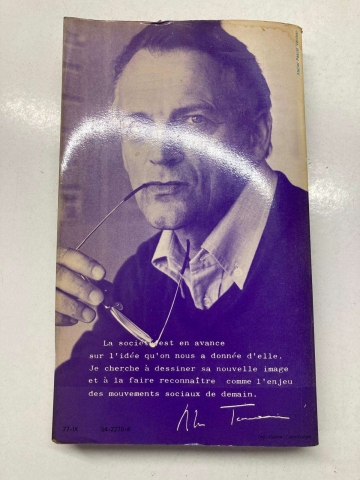 La société est en avance
sur l'idée qu'on nous a donnée d'elle.
Je cherche à dessiner sa nouvelle image
et à la faire reconnaître comme l'enjeu
des mouvements sociaux de demain.